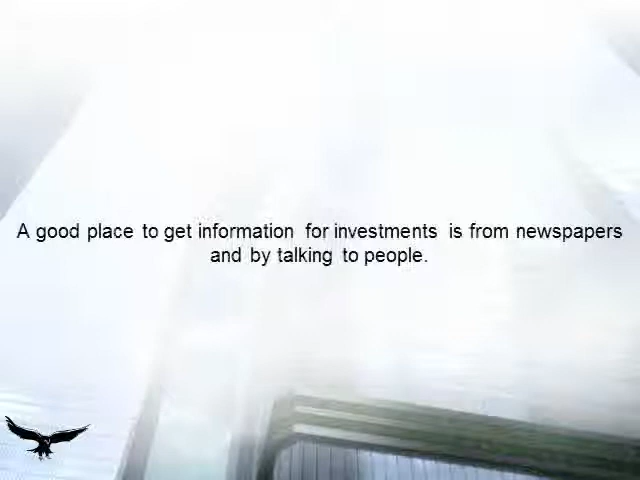 A good place to get information for investments is from newspapers
and by talking to people.